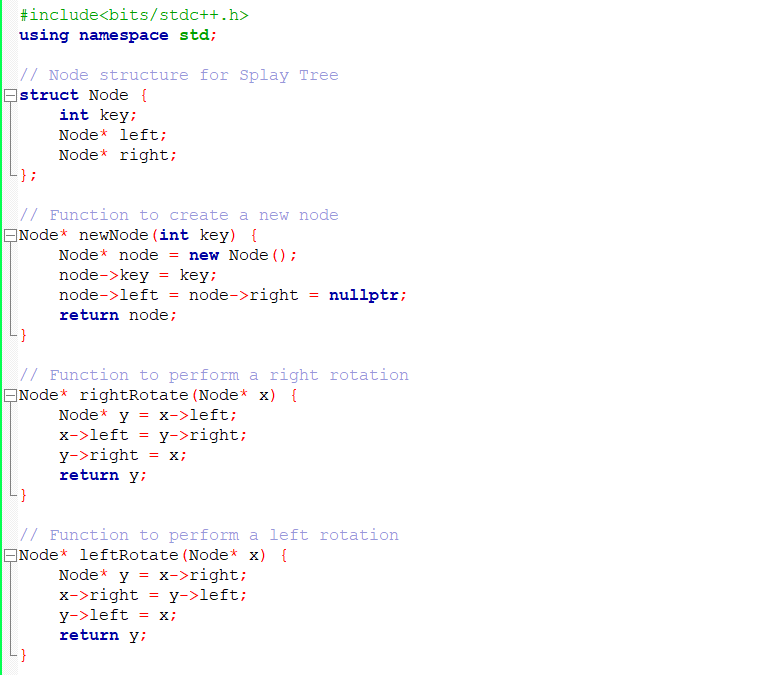 #include<bits/stdc++.h>
using namespace std;
// Node structure for Splay Tree
struct Node {
    int key;
    Node* left;
    Node* right;
};
// Function to create a new node
Node* newNode(int key) {
    Node* node = new Node();
    node->key = key;
    node->left = node->right = nullptr;
    return node;
}
// Function to perform a right rotation
Node* rightRotate(Node* x) {
    Node* y = x->left;
    x->left = y->right;
    y->right = x;
    return y;
}
// Function to perform a left rotation
Node* leftRotate(Node* x) {
    Node* y = x->right;
    x->right = y->left;
    y->left = x;
    return y;
}